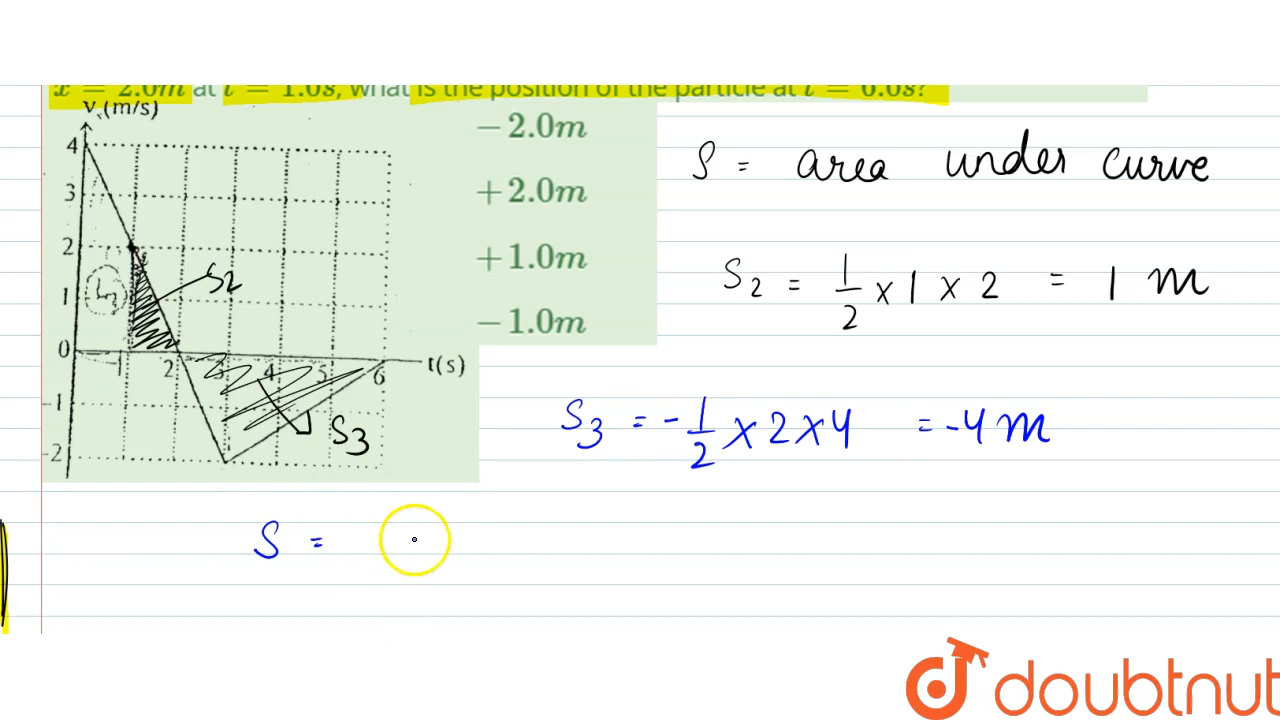 x = 2.0m at t = 1.0s, what is the position of the particle at t = 6.0s?
v (m/s)
4
3
2
1
0
-1
-2
1 2 3 4 5 6 t(s)
S2
S3
− 2.0m
+ 2.0m
+ 1.0m
− 1.0m
S = area under curve
S2 = 1/2 x 1 x 2 = 1 m
S3 = - 1/2 x 2 x 4 = -4 m
S =
doubtnut